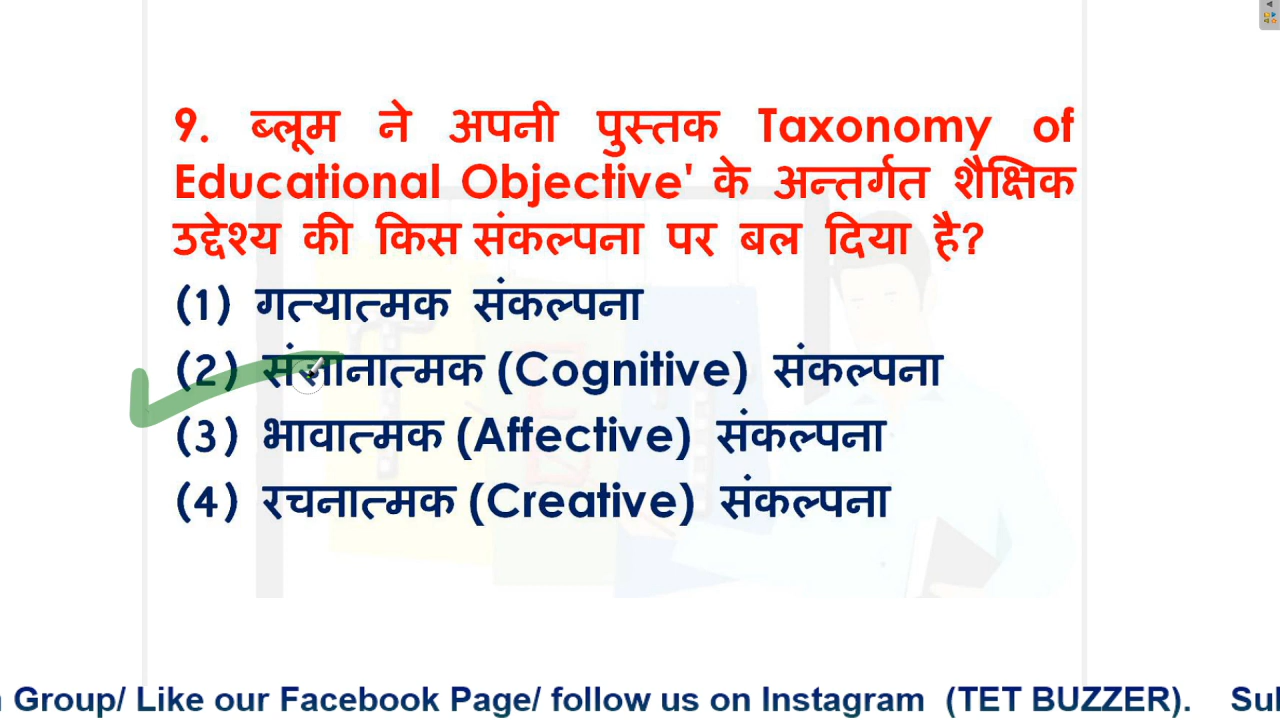 9. ब्लूम ने अपनी पुस्तक Taxonomy of
Educational Objective' के अन्तर्गत शैक्षिक
उद्देश्य की किस संकल्पना पर बल दिया है?
(1) गत्यात्मक संकल्पना
(2) संज्ञानात्मक (Cognitive) संकल्पना
(3) भावात्मक (Affective) संकल्पना
(4) रचनात्मक (Creative) संकल्पना
Group/ Like our Facebook Page/ follow us on Instagram (TET BUZZER).